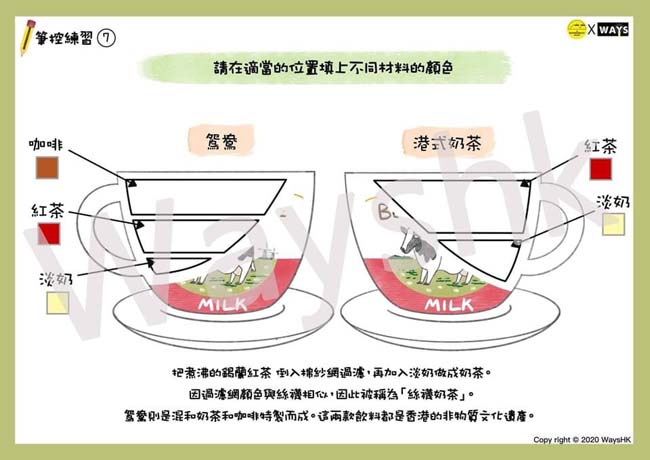 筆控練習 ⑦
X WAYS
請在適當的位置填上不同材料的顏色
鴛鴦
港式奶茶
咖啡
紅茶
淡奶
紅茶
淡奶
MILK
MILK
Wayshk
把煮沸的錫蘭紅茶 倒入棉紗網過濾,再加入淡奶做成奶茶。
因過濾網顏色與絲襪相似,因此被稱為「絲襪奶茶」。
鴛鴦則是混和奶茶和咖啡特製而成。這兩款飲料都是香港的非物質文化遺產。
Copy right © 2020 WaysHK